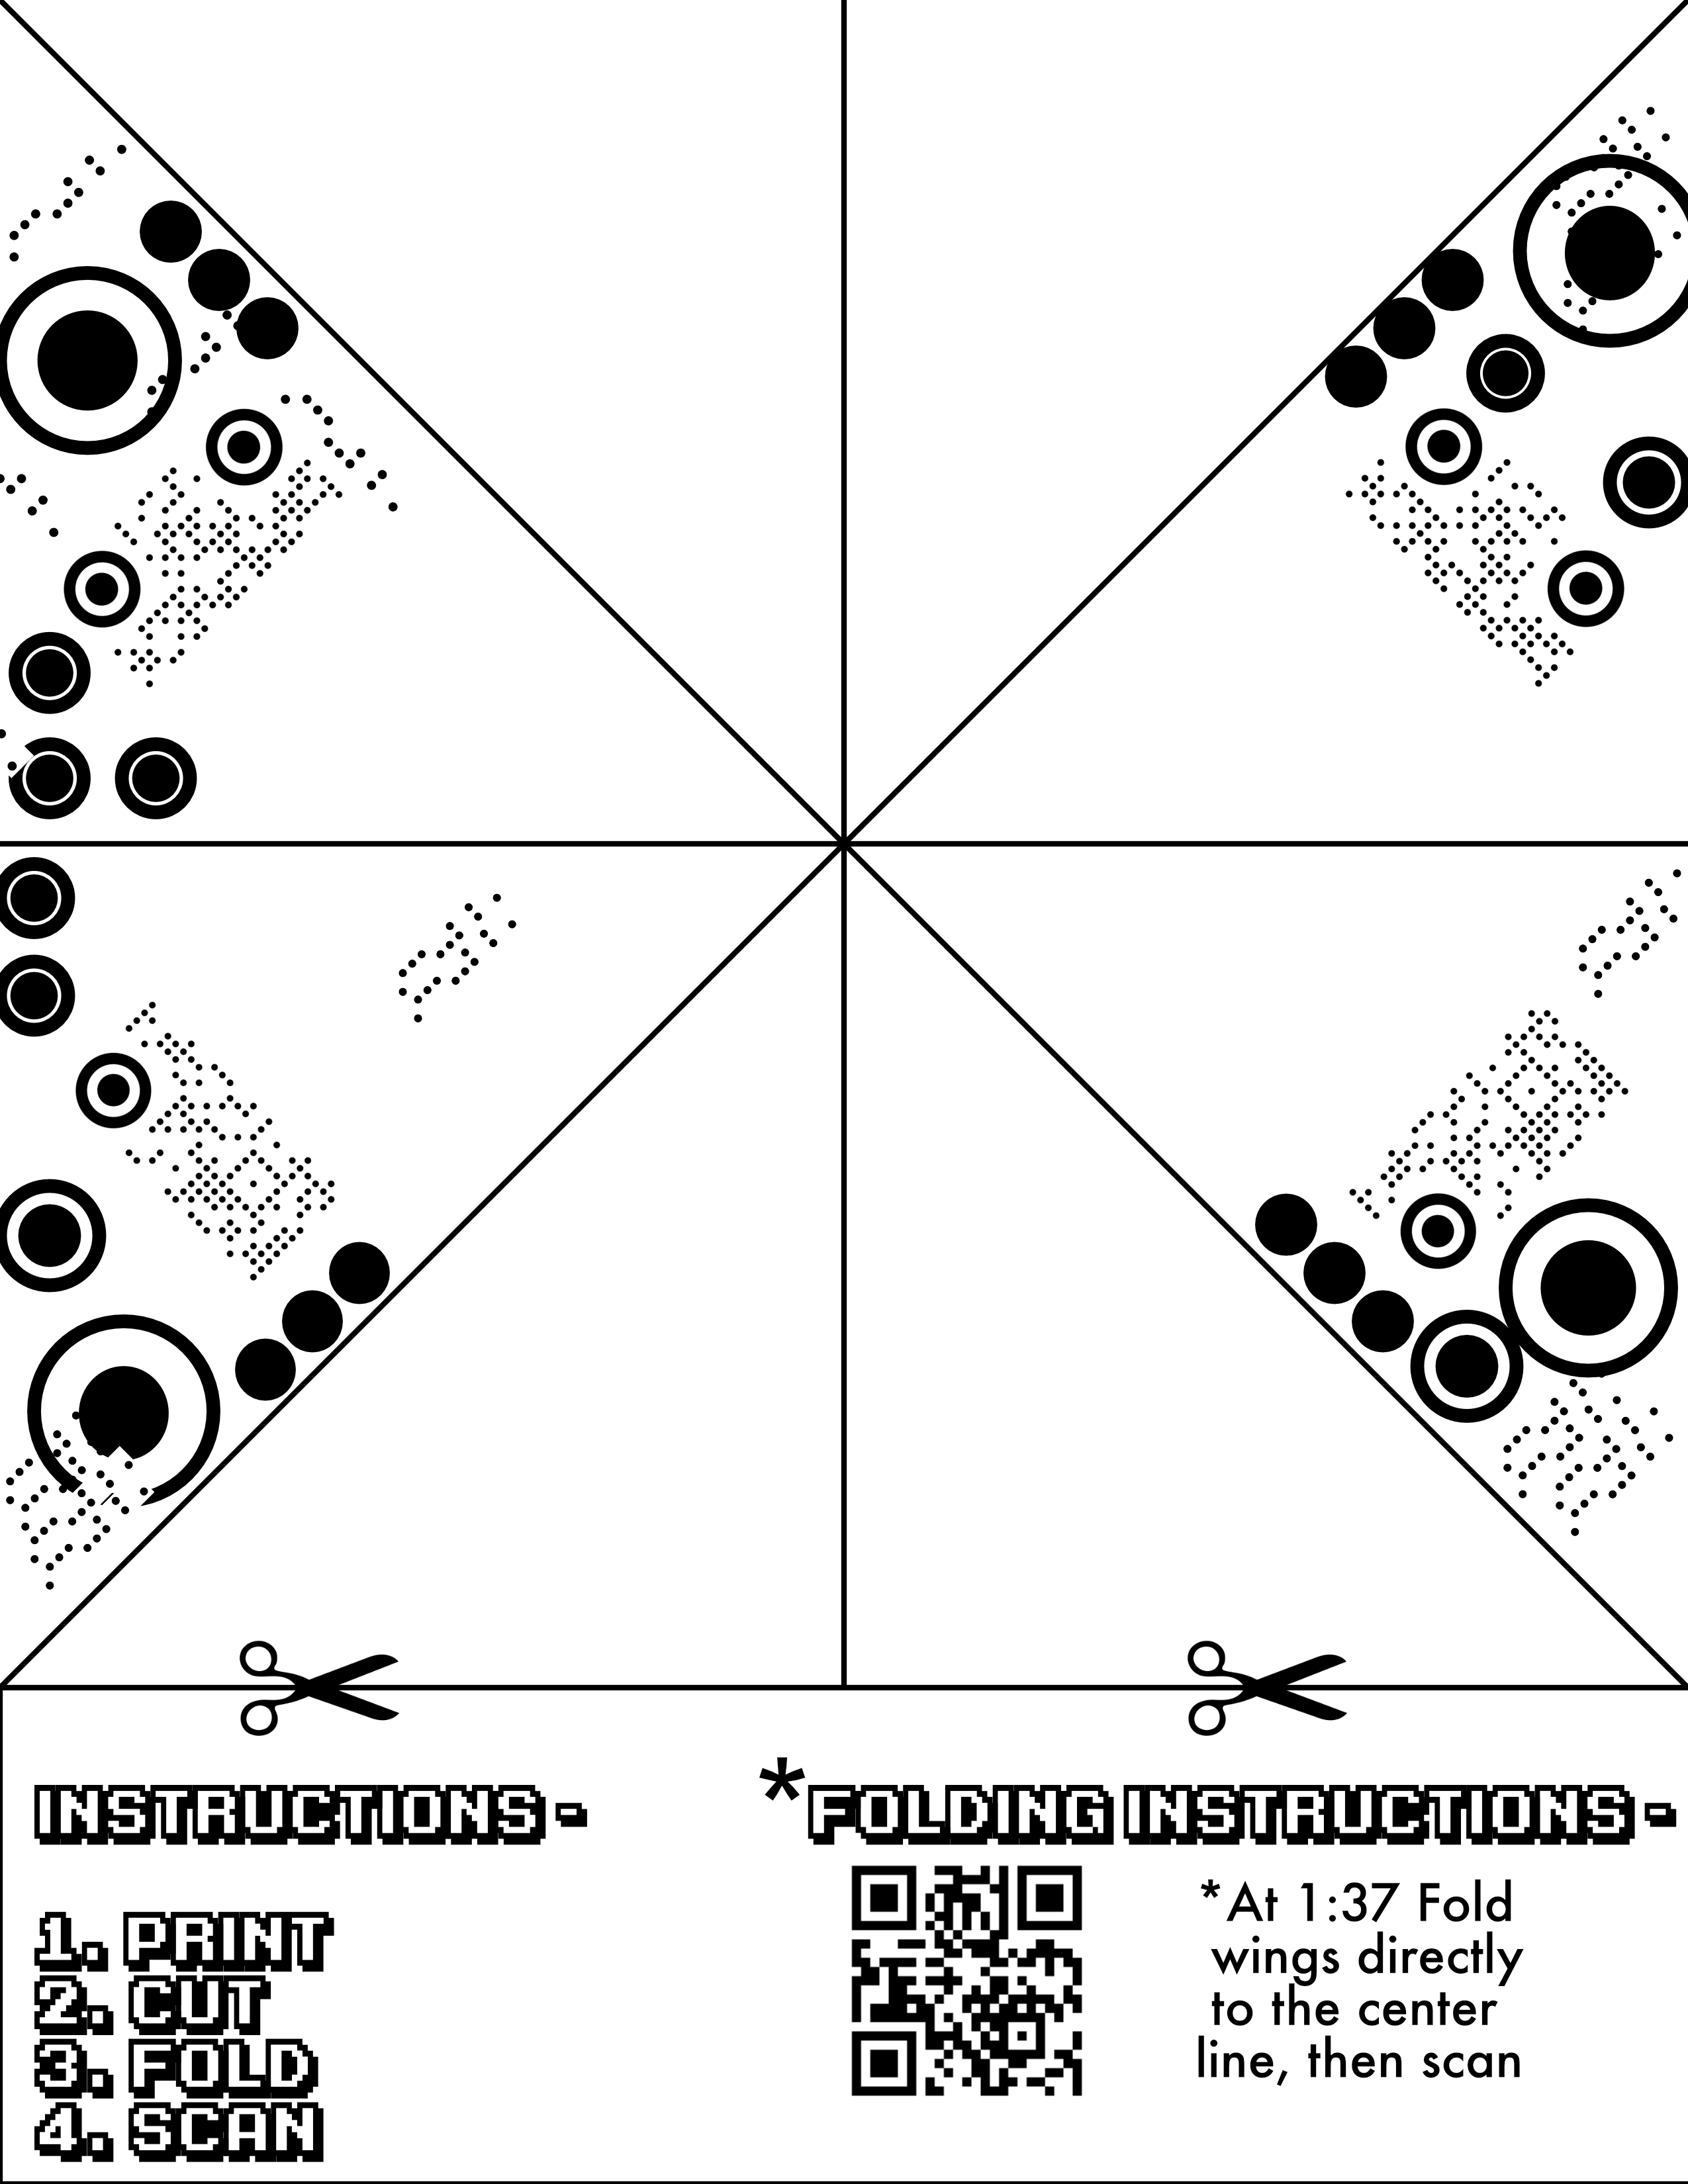 INSTRUCTIONS-
1. PRINT
2. CUT
3. FOLD
4. SCAN
*FOLDING INSTRUCTIONS-
*At 1:37 Fold
wings directly
to the center
line, then scan